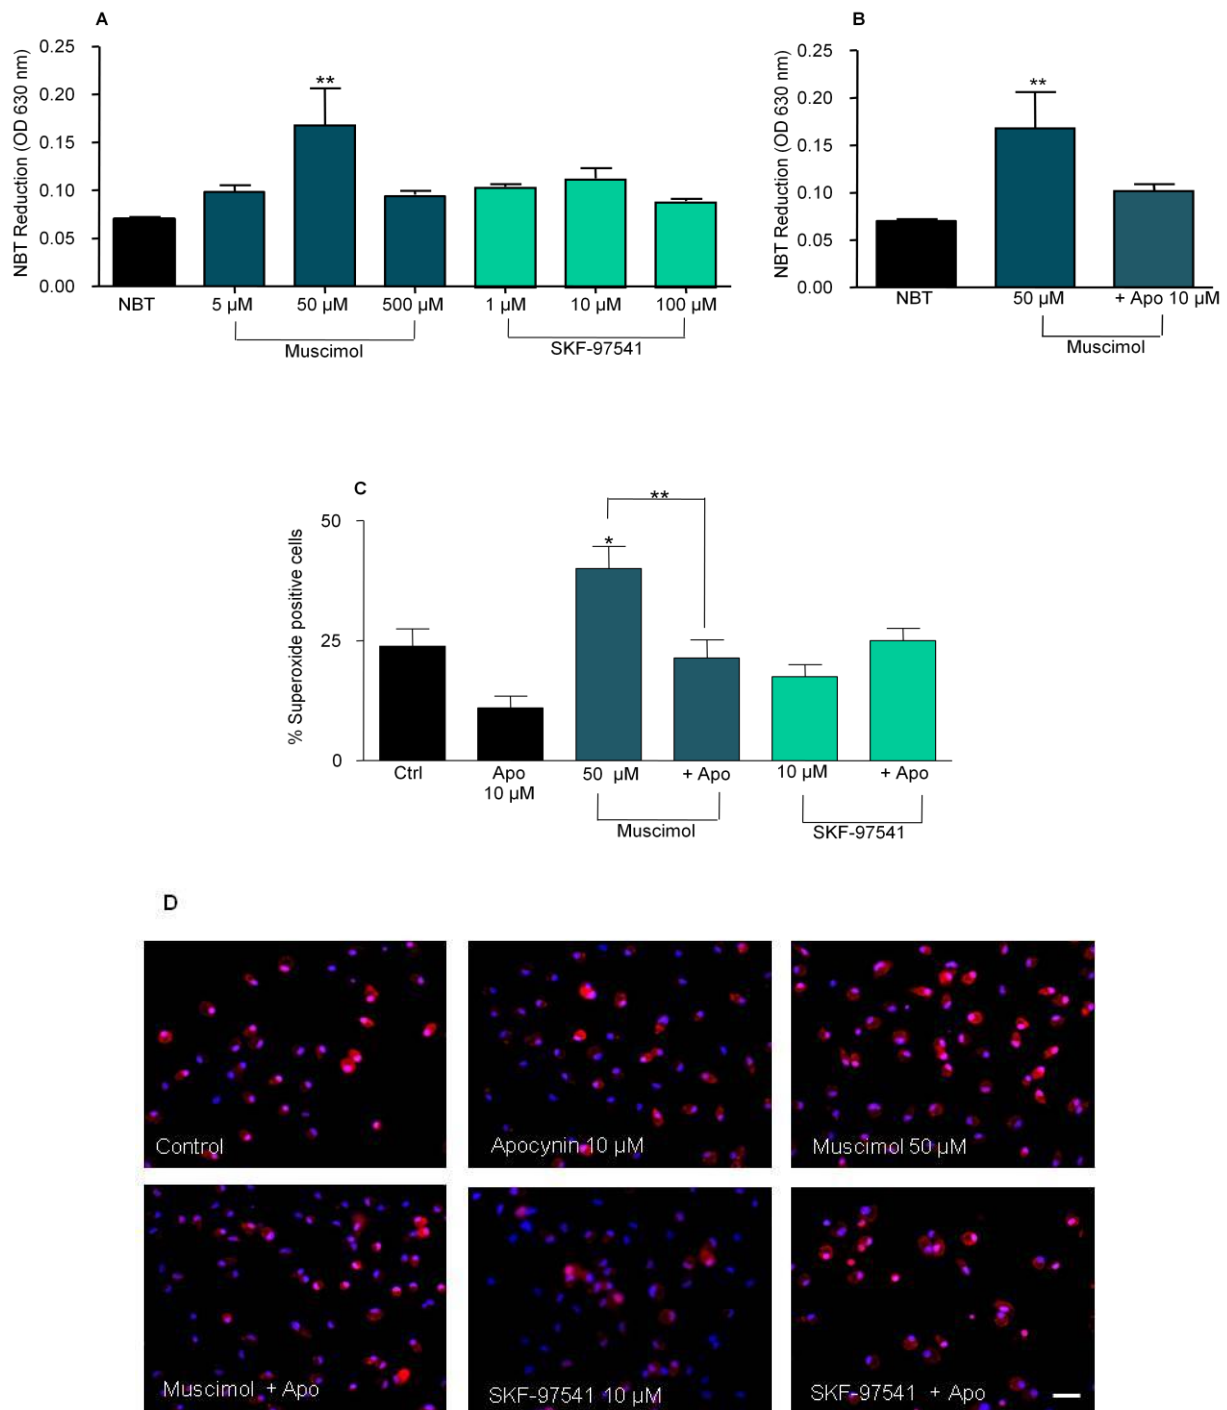 A
NBT Reduction (OD 630 nm)
0.25
0.20
0.15
0.10
0.05
0.00
**
NBT
5 µM
50 µM
500 µM
1 µM
10 µM
100 µM
Muscimol
SKF-97541
B
NBT Reduction (OD 630 nm)
0.25
0.20
0.15
0.10
0.05
0.00
**
NBT
50 µM
+ Apo 10 µM
Muscimol
C
% Superoxide positive cells
50
25
0
**
*
Ctrl
Apo
10 µM
50 µM
+ Apo
10 µM
+ Apo
Muscimol
SKF-97541
D
Control
Apocynin 10 µM
Muscimol 50 µM
Muscimol + Apo
SKF-97541 10 µM
SKF-97541 + Apo